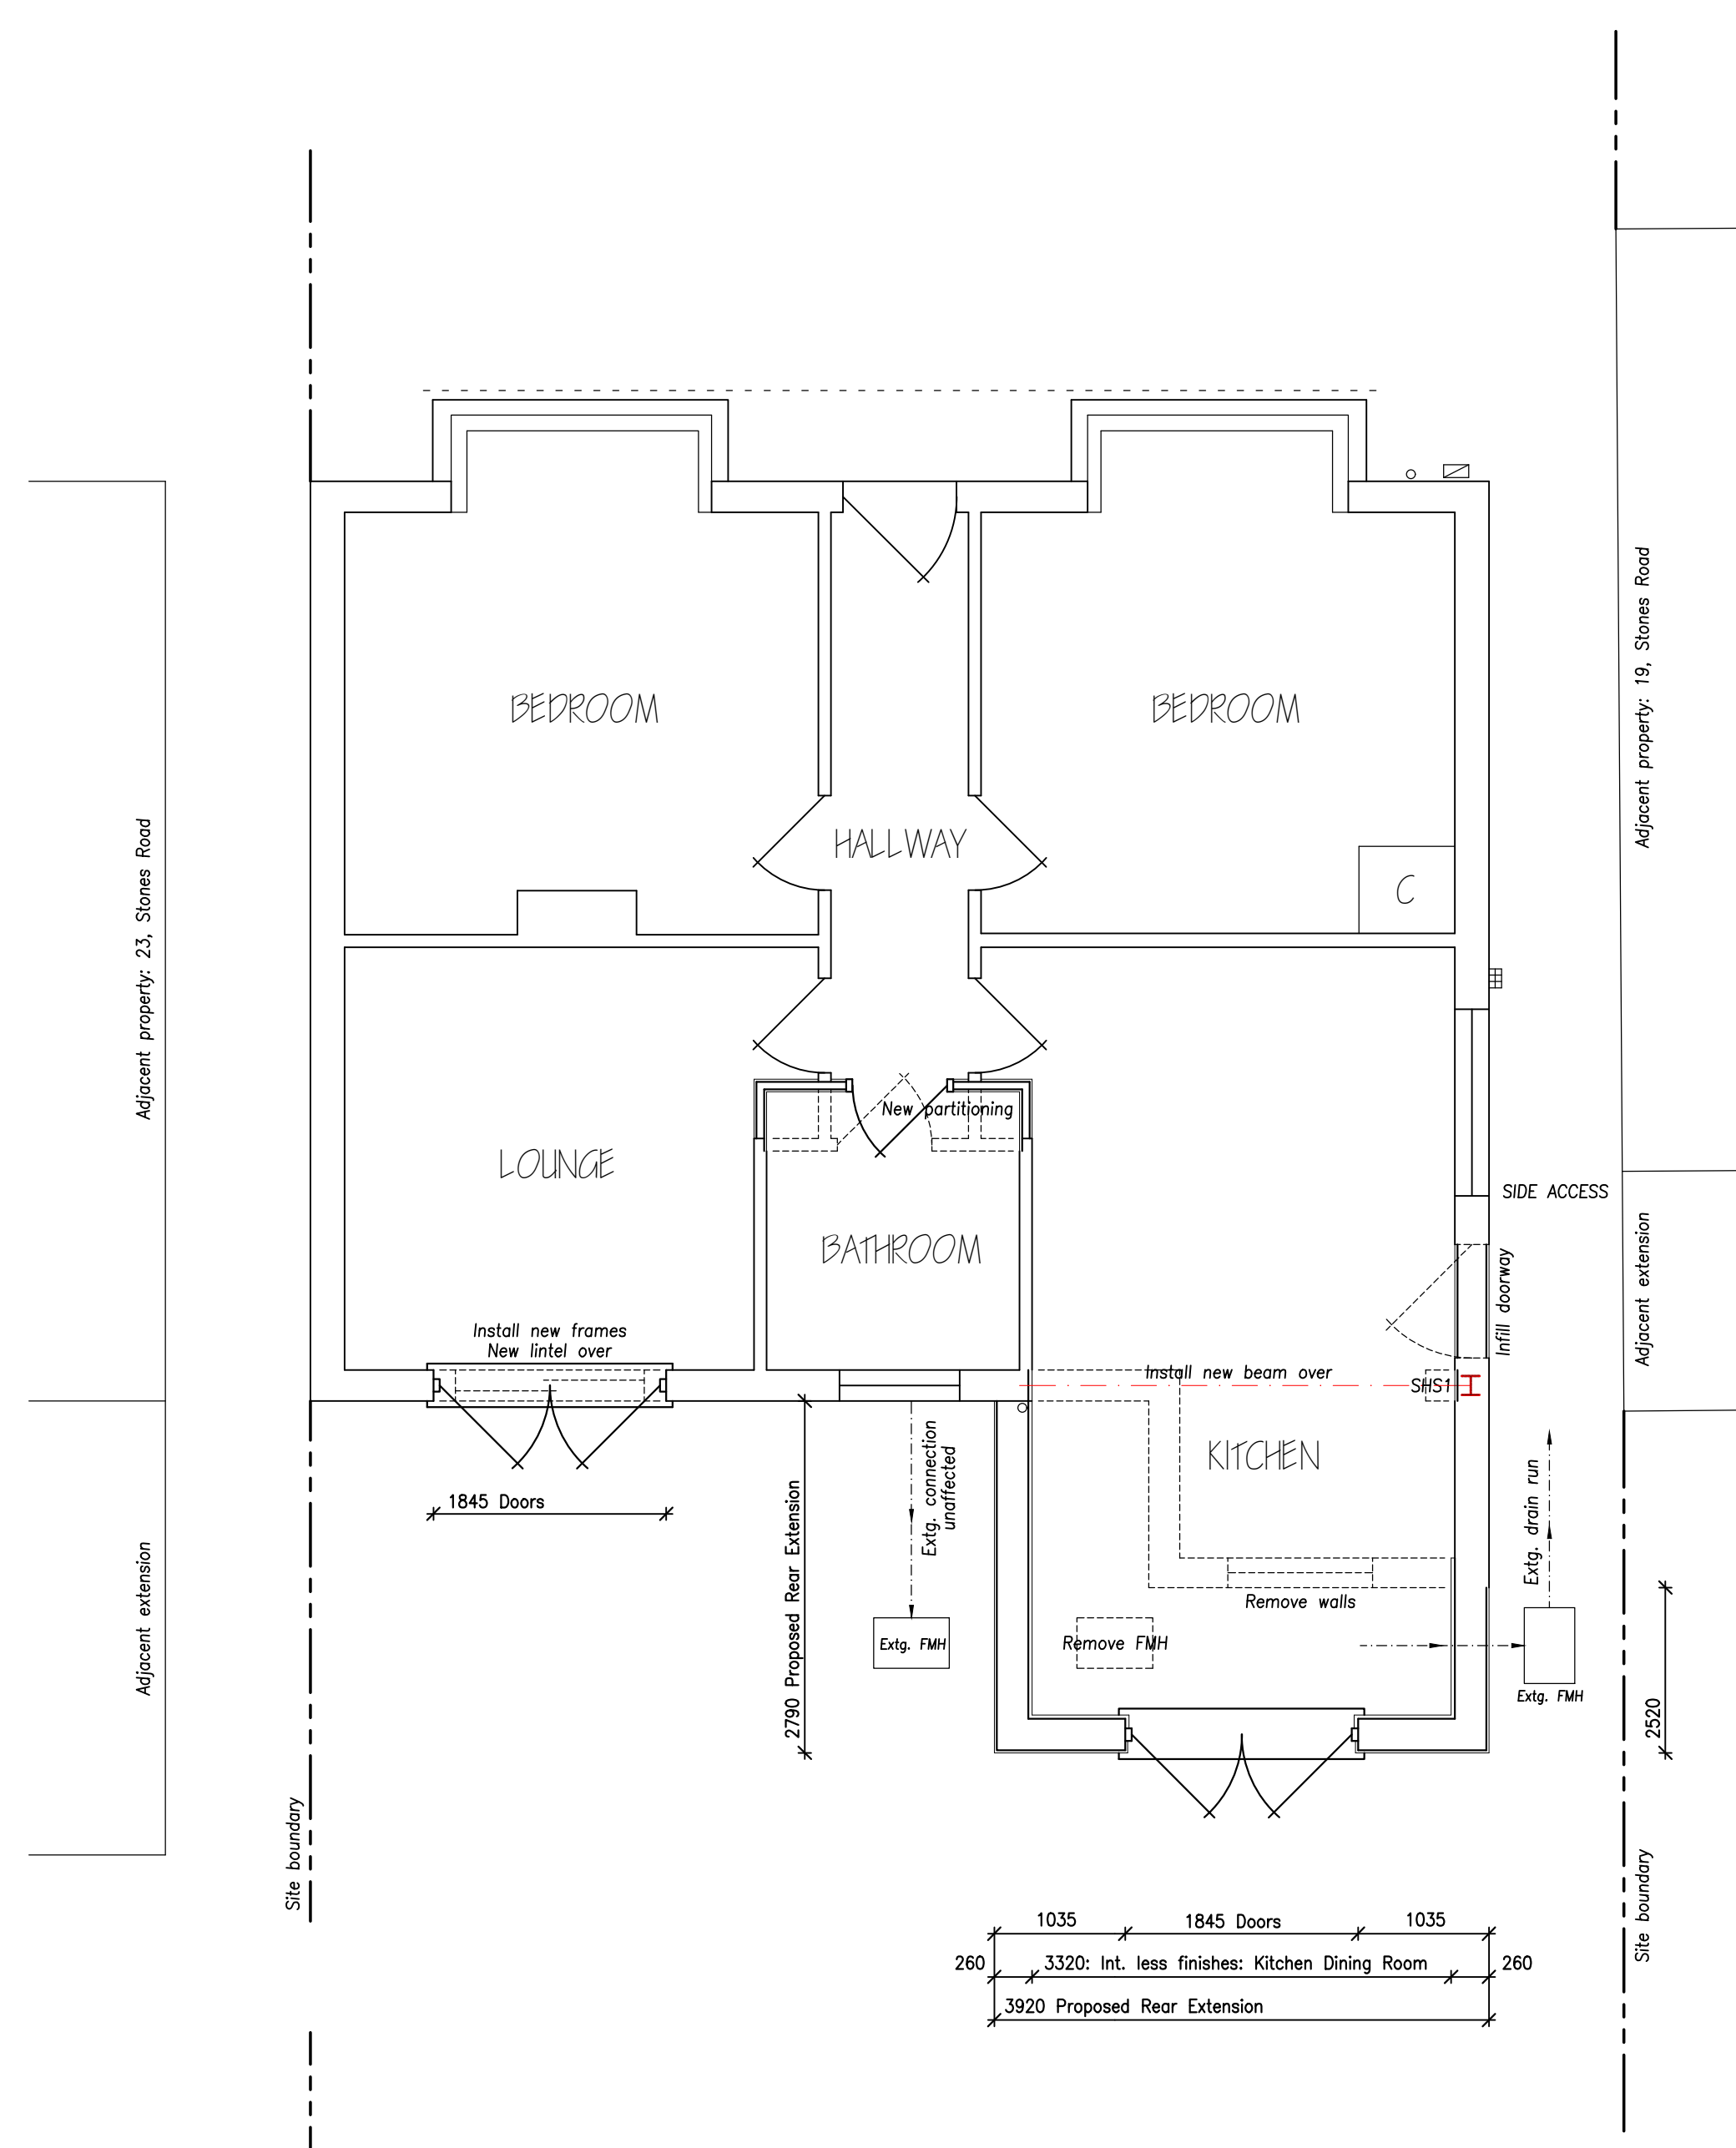 BEDROOM
BEDROOM
Adjacent property: 19, Stones Road
HALLWAY
C
Adjacent property: 23, Stones Road
New partitioning
LOUNGE
SIDE ACCESS
BATHROOM
Adjacent extension
Infill doorway
Install new frames
New lintel over
Install new beam over
SHS1
KITCHEN
Extg. connection
unaffected
1845 Doors
2790 Proposed Rear Extension
Extg. drain run
Adjacent extension
Remove walls
Extg. FMH
Remove FMH
Extg. FMH
2520
Site boundary
Site boundary
1035
1845 Doors
1035
260
3320: Int. less finishes: Kitchen Dining Room
260
3920 Proposed Rear Extension